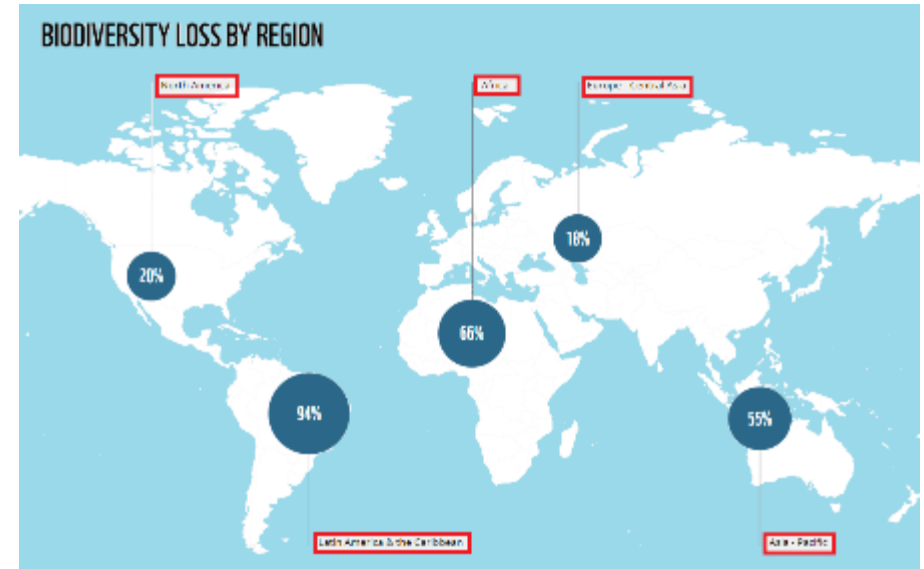 BIODIVERSITY LOSS BY REGION
North America
Africa
Europe - Central Asia
18%
20%
66%
94%
55%
Latin America & the Caribbean
Asia - Pacific